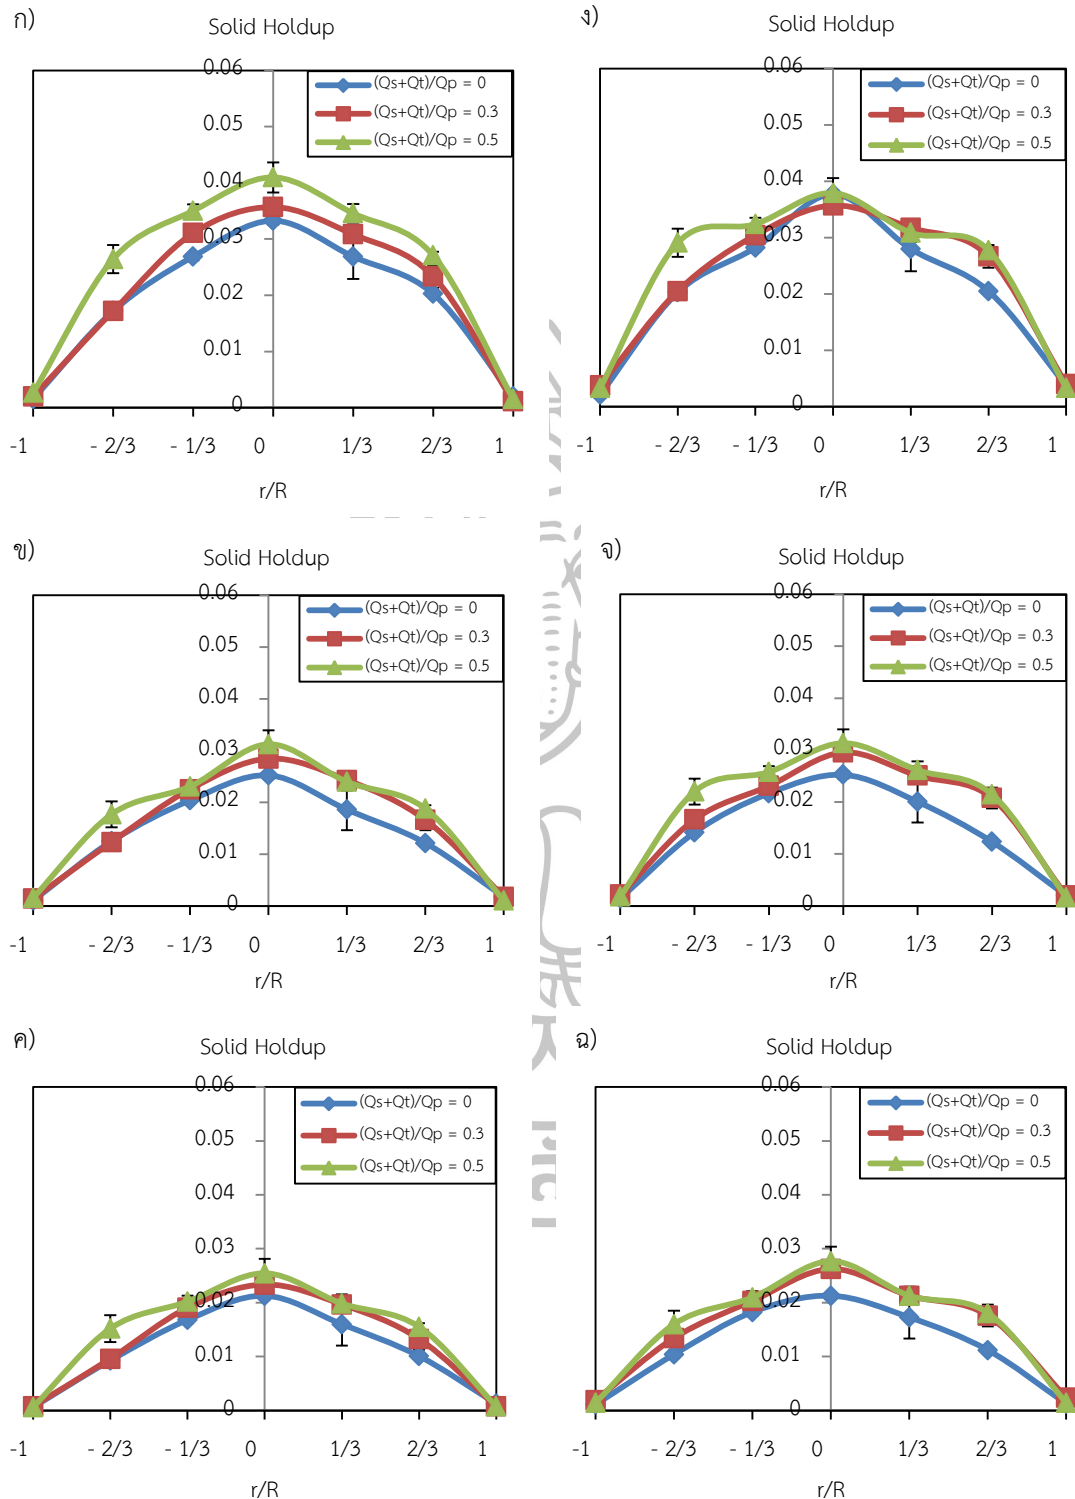 ก)
Solid Holdup
0.06
0.05
0.04
0.03
0.02
0.01
0
(Qs+Qt)/Qp = 0
(Qs+Qt)/Qp = 0.3
(Qs+Qt)/Qp = 0.5
-1 - 2/3 - 1/3 0 1/3 2/3 1
r/R
ง)
Solid Holdup
0.06
0.05
0.04
0.03
0.02
0.01
0
(Qs+Qt)/Qp = 0
(Qs+Qt)/Qp = 0.3
(Qs+Qt)/Qp = 0.5
-1 - 2/3 - 1/3 0 1/3 2/3 1
r/R
ข)
Solid Holdup
0.06
0.05
0.04
0.03
0.02
0.01
0
(Qs+Qt)/Qp = 0
(Qs+Qt)/Qp = 0.3
(Qs+Qt)/Qp = 0.5
-1 - 2/3 - 1/3 0 1/3 2/3 1
r/R
จ)
Solid Holdup
0.06
0.05
0.04
0.03
0.02
0.01
0
(Qs+Qt)/Qp = 0
(Qs+Qt)/Qp = 0.3
(Qs+Qt)/Qp = 0.5
-1 - 2/3 - 1/3 0 1/3 2/3 1
r/R
ค)
Solid Holdup
0.06
0.05
0.04
0.03
0.02
0.01
0
(Qs+Qt)/Qp = 0
(Qs+Qt)/Qp = 0.3
(Qs+Qt)/Qp = 0.5
-1 - 2/3 - 1/3 0 1/3 2/3 1
r/R
ฉ)
Solid Holdup
0.06
0.05
0.04
0.03
0.02
0.01
0
(Qs+Qt)/Qp = 0
(Qs+Qt)/Qp = 0.3
(Qs+Qt)/Qp = 0.5
-1 - 2/3 - 1/3 0 1/3 2/3 1
r/R